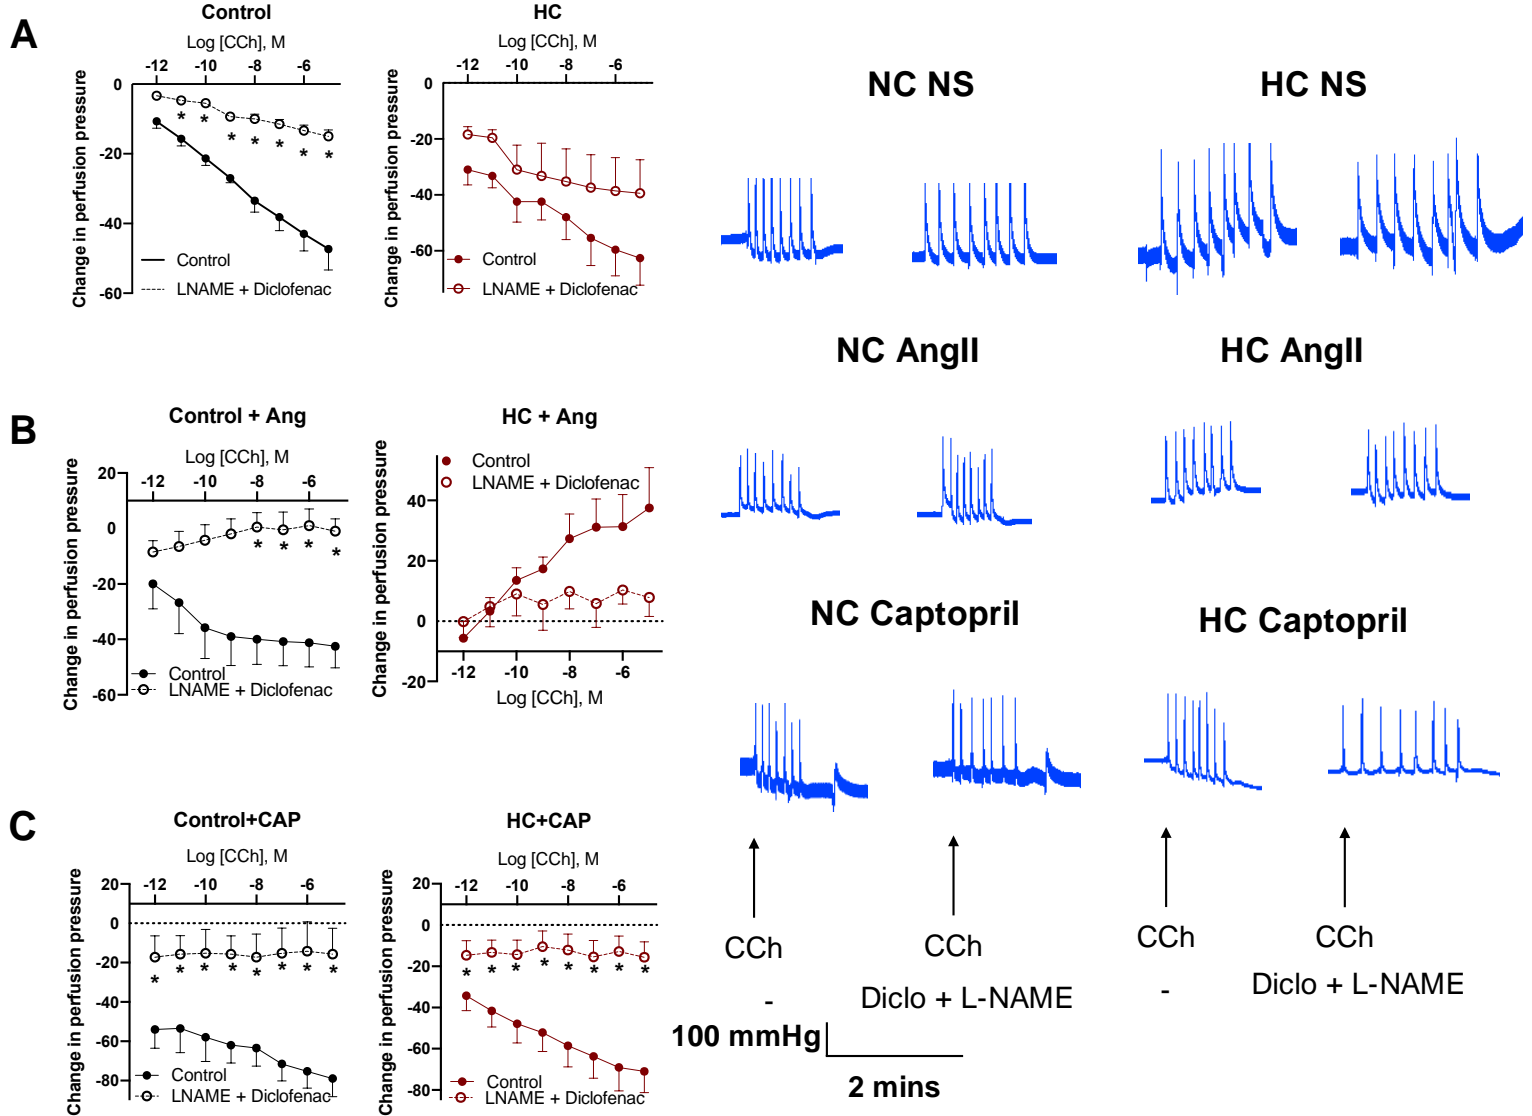 A
Control
Log [CCh], M
-12 -10 -8 -6
0
-20
-40
-60
Change in perfusion pressure
* * * * * * *
Control
LNAME + Diclofenac
HC
Log [CCh], M
-12 -10 -8 -6
0
-20
-40
-60
Change in perfusion pressure
Control
LNAME + Diclofenac
NC NS
HC NS
NC AngII
HC AngII
B
Control + Ang
Log [CCh], M
20
-12 -10 -8 -6
0
-20
-40
-60
Change in perfusion pressure
* * * *
Control
LNAME + Diclofenac
HC + Ang
Control
LNAME + Diclofenac
40
20
0
-20
-12 -10 -8 -6
Log [CCh], M
Change in perfusion pressure
NC Captopril
HC Captopril
C
Control+CAP
Log [CCh], M
20
-12 -10 -8 -6
0
-20
-40
-60
-80
Change in perfusion pressure
* * * * * * * *
Control
LNAME + Diclofenac
HC+CAP
Log [CCh], M
20
-12 -10 -8 -6
0
-20
-40
-60
-80
Change in perfusion pressure
* * * * * * * *
Control
LNAME + Diclofenac
CCh
CCh
CCh
CCh
-
Diclo + L-NAME
-
Diclo + L-NAME
100 mmHg
2 mins